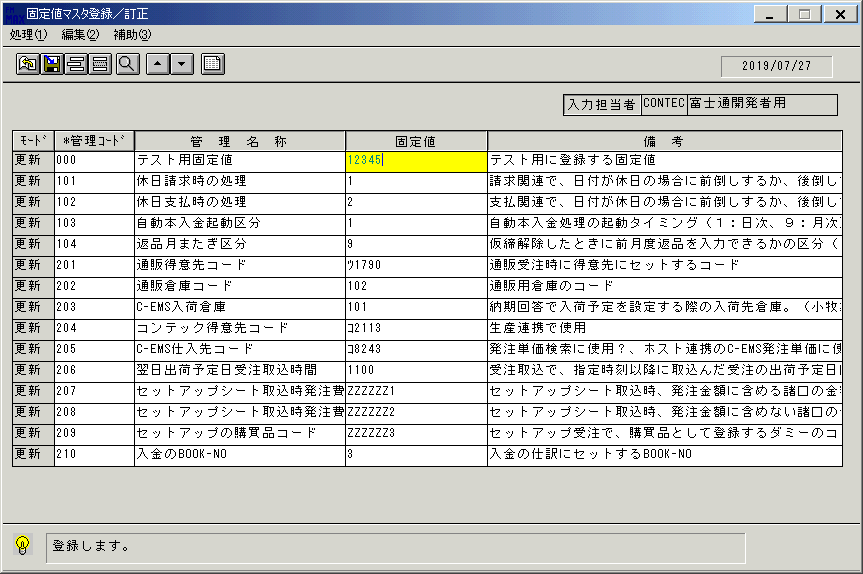 固定値マスタ登録／訂正
処理(1) 編集(2) 補助(3)
2019/07/27
入力担当者 CONTEC 富士通開発者用
ﾓｰﾄﾞ *管理ｺｰﾄﾞ 管 理 名 称 固定値 備 考
更新 000 テスト用固定値 12345 テスト用に登録する固定値
更新 101 休日請求時の処理 1 請求関連で、日付が休日の場合に前倒しするか、後倒し
更新 102 休日支払時の処理 2 支払関連で、日付が休日の場合に前倒しするか、後倒し
更新 103 自動本入金起動区分 1 自動本入金処理の起動タイミング（１：日次、９：月次
更新 104 返品月またぎ区分 9 仮締解除したときに前月度返品を入力できるかの区分（
更新 201 通販得意先コード ｳ1790 通販受注時に得意先にセットするコード
更新 202 通販倉庫コード 102 通販用倉庫のコード
更新 203 C-EMS入荷倉庫 101 納期回答で入荷予定を設定する際の入荷先倉庫。（小牧
更新 204 コンテック得意先コード ｺ2113 生産連携で使用
更新 205 C-EMS仕入先コード ｺ8243 発注単価検索に使用？、ホスト連携のC-EMS発注単価に使
更新 206 翌日出荷予定日受注取込時間 1100 受注取込で、指定時刻以降に取込んだ受注の出荷予定日
更新 207 セットアップシート取込時発注費 ZZZZZZ1 セットアップシート取込時、発注金額に含める諸口の金
更新 208 セットアップシート取込時発注費 ZZZZZZ2 セットアップシート取込時、発注金額に含めない諸口の
更新 209 セットアップの購買品コード ZZZZZZ3 セットアップ受注で、購買品として登録するダミーのコ
更新 210 入金のBOOK-NO 3 入金の仕訳にセットするBOOK-NO
登録します。